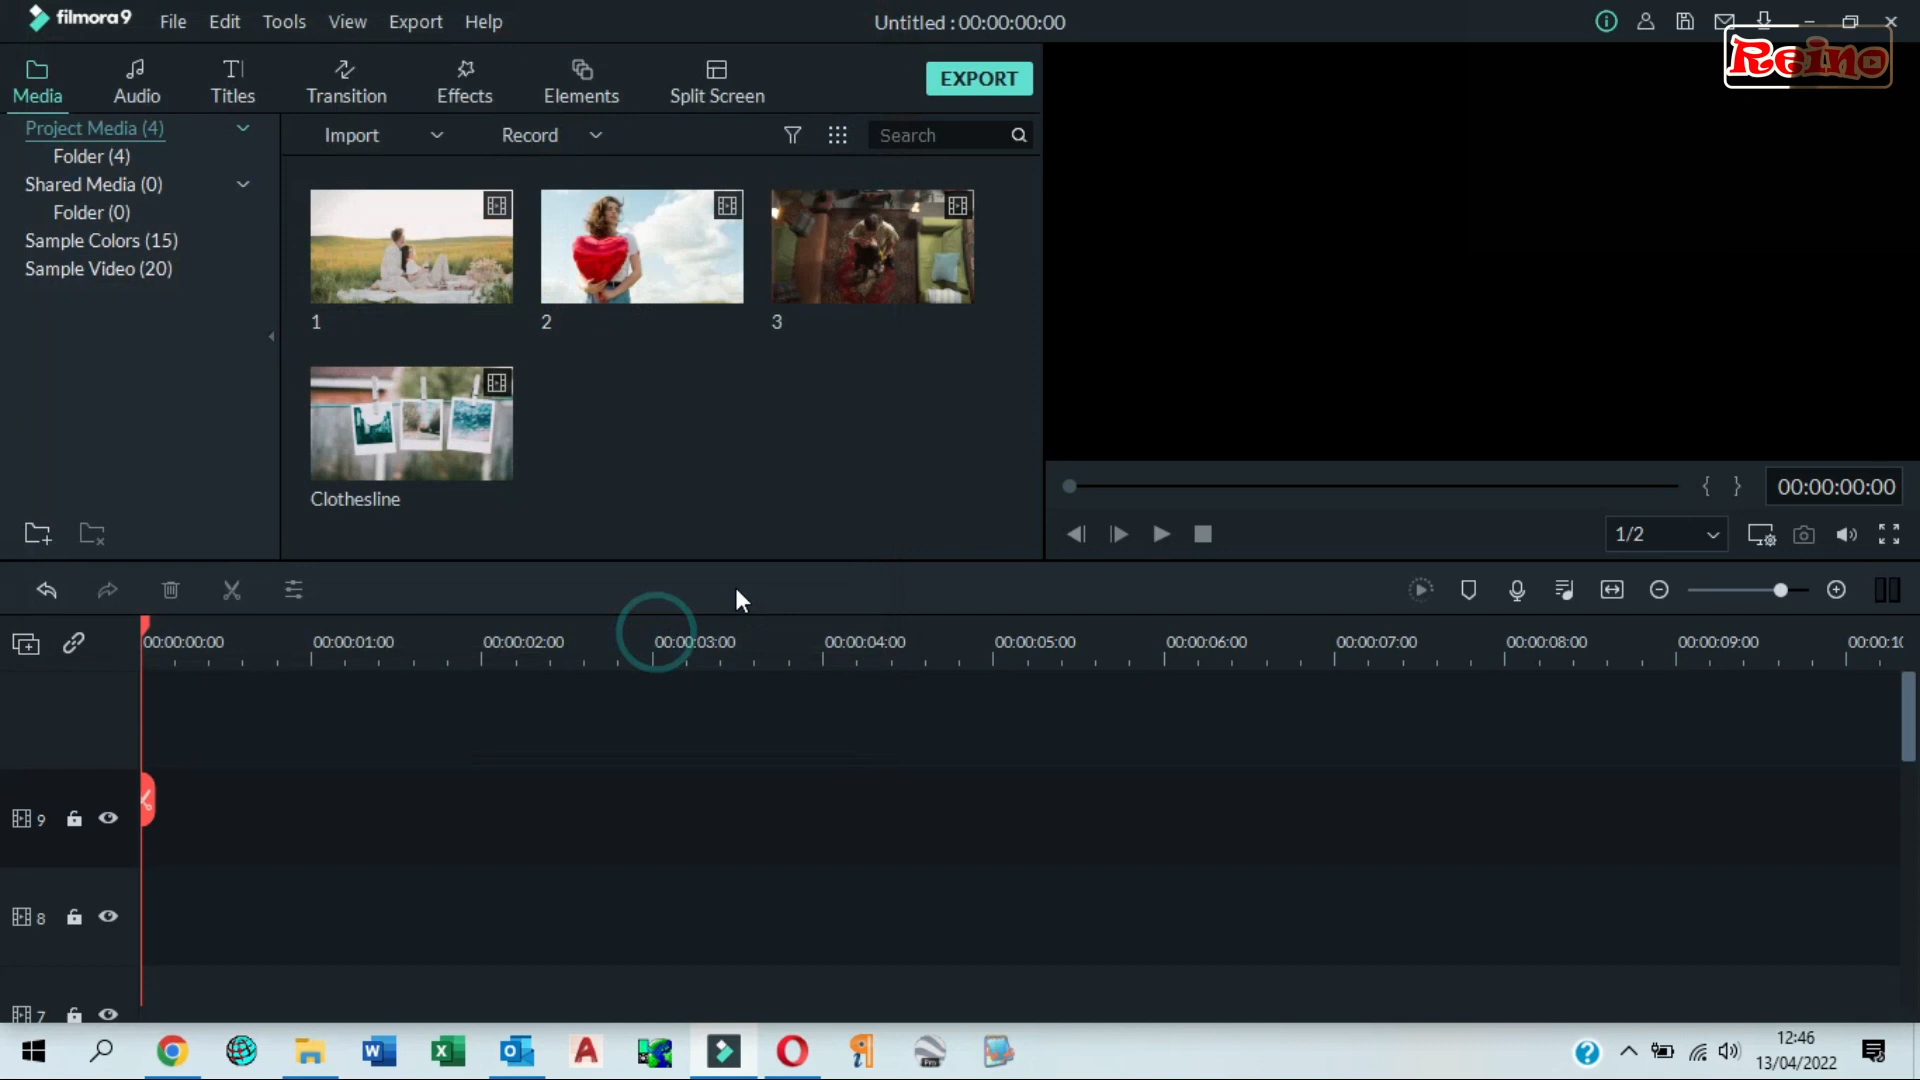 filmora9 File Edit Tools View Export Help Untitled : 00:00:00:00
Reino
Media Audio Titles Transition Effects Elements Split Screen EXPORT
Project Media (4)
Folder (4)
Shared Media (0)
Folder (0)
Sample Colors (15)
Sample Video (20)
Import Record Search
1 2 3
Clothesline
{ } 00:00:00:00
1/2
00:00:00:00 00:00:01:00 00:00:02:00 00:00:03:00 00:00:04:00 00:00:05:00 00:00:06:00 00:00:07:00 00:00:08:00 00:00:09:00 00:00:10
9
8
7
12:46
13/04/2022